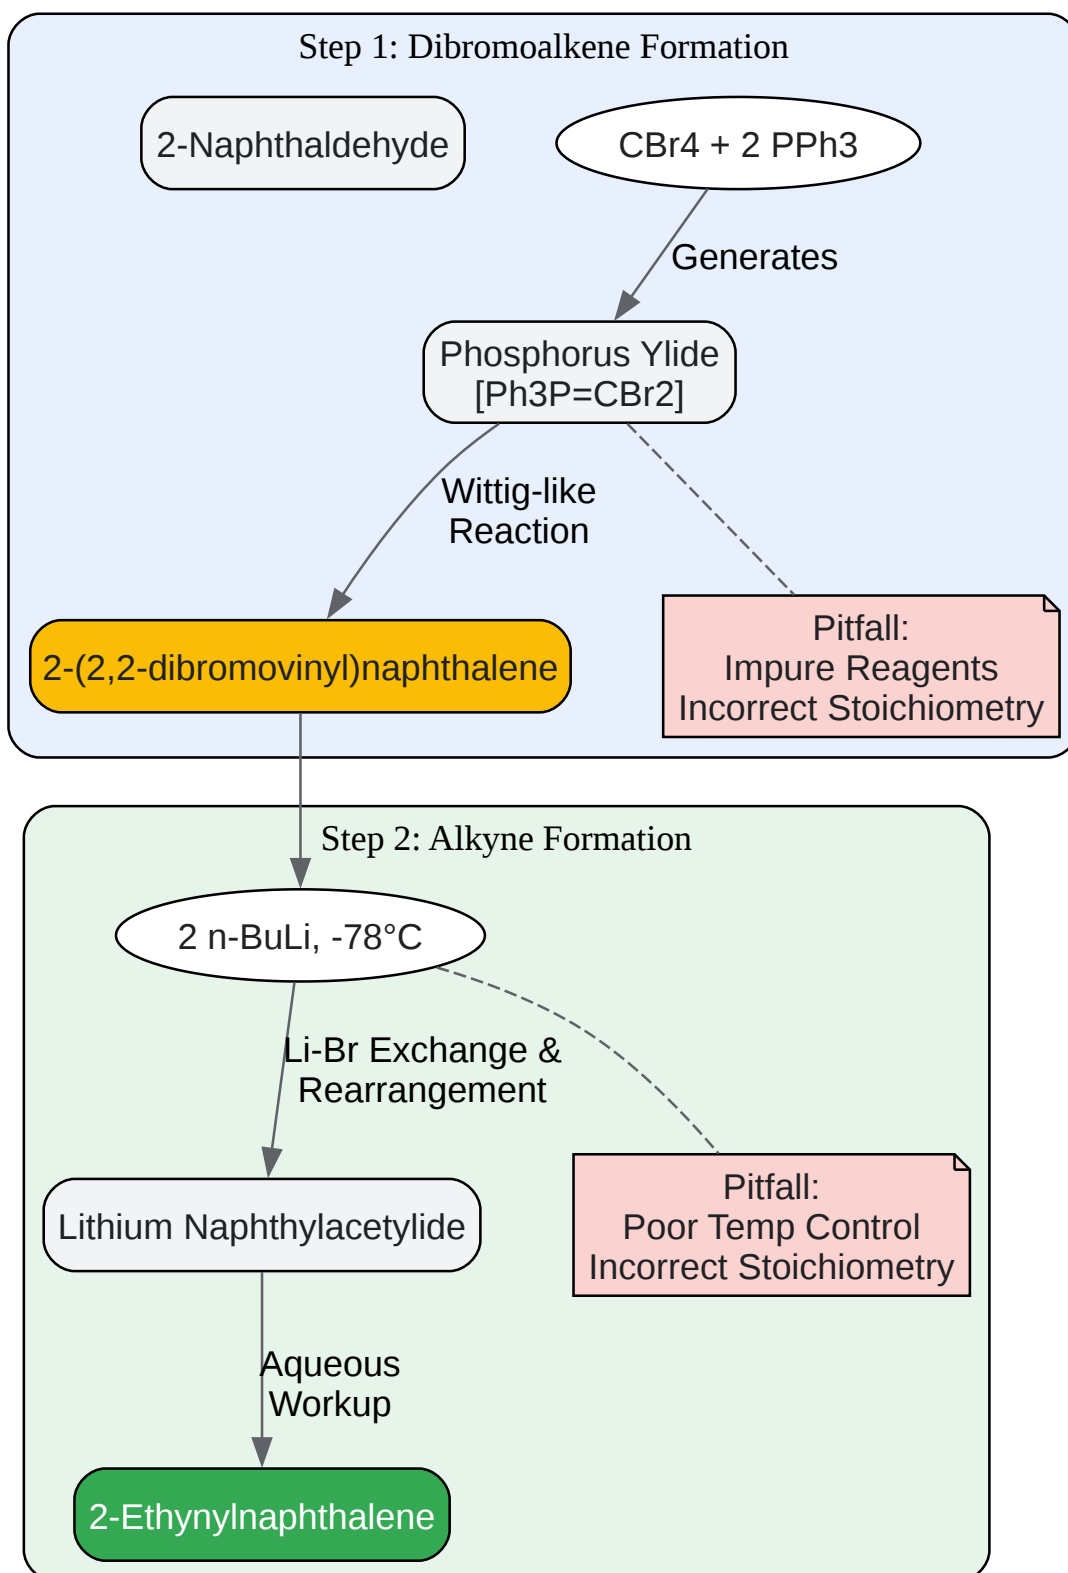 Step 1: Dibromoalkene Formation
2-Naphthaldehyde
CBr4 + 2 PPh3
Generates
Phosphorus Ylide
[Ph3P=CBr2]
Wittig-like
Reaction
2-(2,2-dibromovinyl)naphthalene
Pitfall:
Impure Reagents
Incorrect Stoichiometry
Step 2: Alkyne Formation
2 n-BuLi, -78°C
Li-Br Exchange &
Rearrangement
Lithium Naphthylacetylide
Pitfall:
Poor Temp Control
Incorrect Stoichiometry
Aqueous
Workup
2-Ethynylnaphthalene